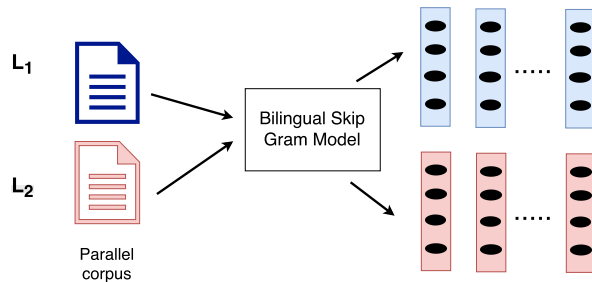 L1
Bilingual Skip
Gram Model
.....
L2
.....
Parallel
corpus